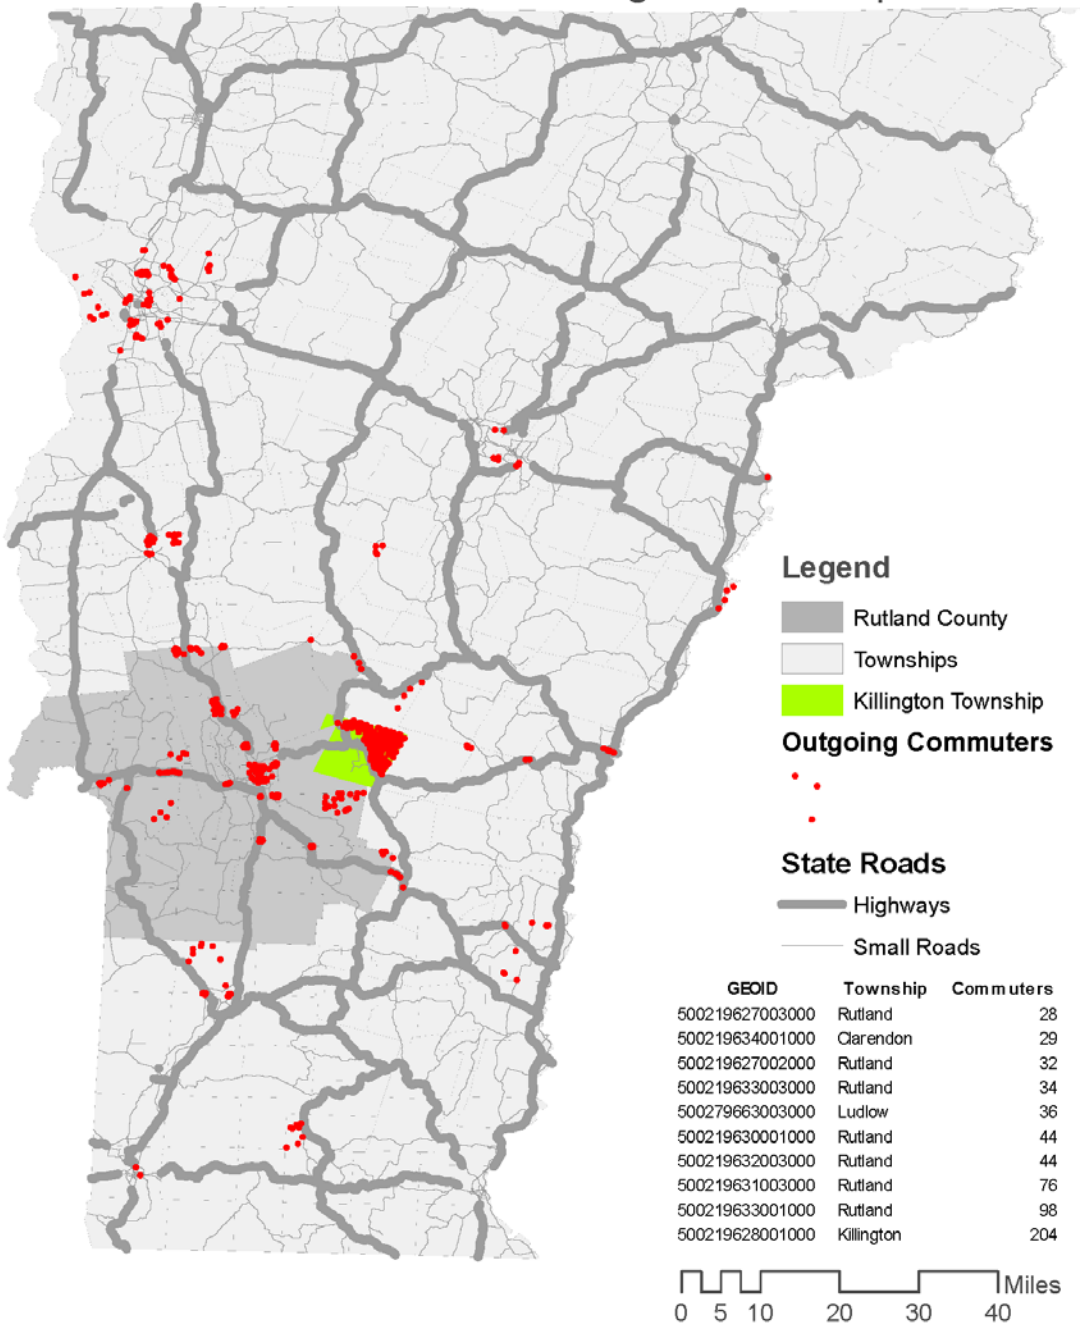 Legend
Rutland County
Townships
Killington Township
Outgoing Commuters
State Roads
Highways
Small Roads
GEOID Township Commuters
500219627003000 Rutland 28
500219634001000 Clarendon 29
500219627002000 Rutland 32
500219633003000 Rutland 34
500279663003000 Ludlow 36
500219630001000 Rutland 44
500219632003000 Rutland 44
500219631003000 Rutland 76
500219633001000 Rutland 98
500219628001000 Killington 204
Miles
0 5 10 20 30 40